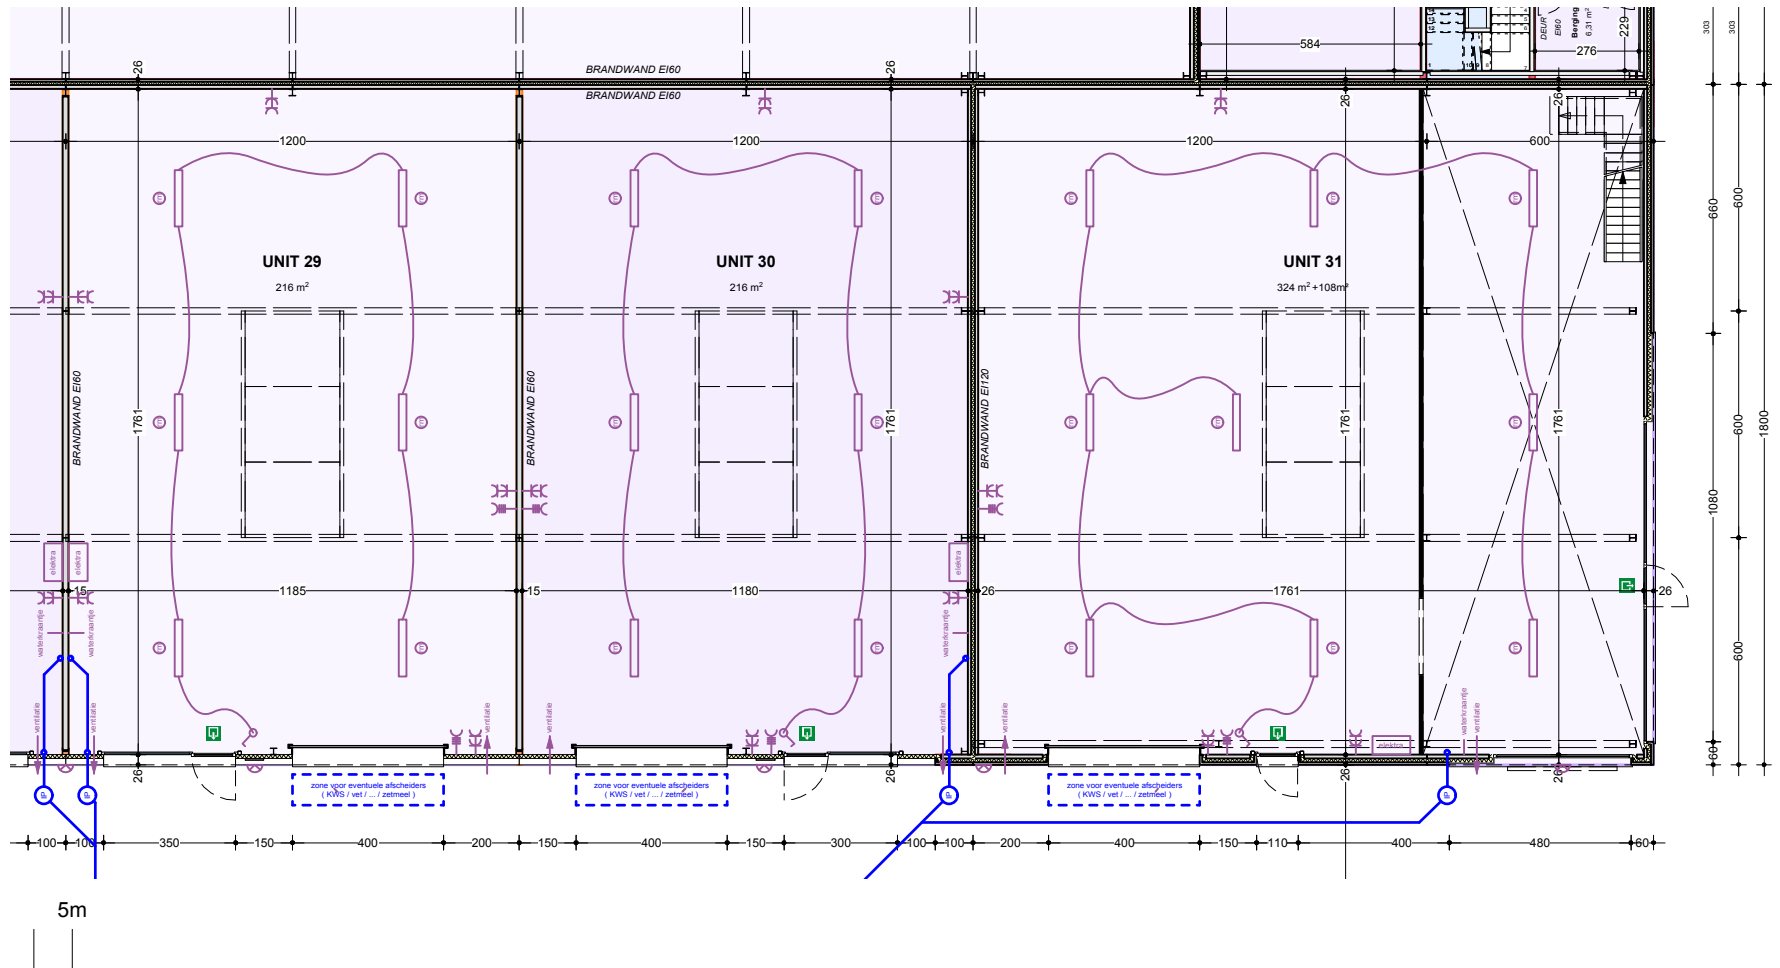 303
303
584
DEUR
EI60
Berging
6,31 m²
229
276
26
26
BRANDWAND EI60
BRANDWAND EI60
26
26
1200
1200
1200
600
660
600
UNIT 29
216 m²
UNIT 30
216 m²
UNIT 31
324 m² +108m²
BRANDWAND EI60
1761
BRANDWAND EI60
1761
BRANDWAND EI120
1761
1761
600
1800
1080
elektra
elektra
elektra
15
1185
15
1180
26
1761
26
waterkraantje
waterkraantje
waterkraantje
600
ventilatie
ventilatie
ventilatie
ventilatie
ventilatie
waterkraantje
ventilatie
elektra
60
26
26
26
26
zone voor eventuele afscheiders
( KWS / vet / ... / zetmeel )
zone voor eventuele afscheiders
( KWS / vet / ... / zetmeel )
zone voor eventuele afscheiders
( KWS / vet / ... / zetmeel )
IP
IP
IP
IP
100
100
350
150
400
200
150
400
150
300
100
100
200
400
150
110
400
480
60
5m